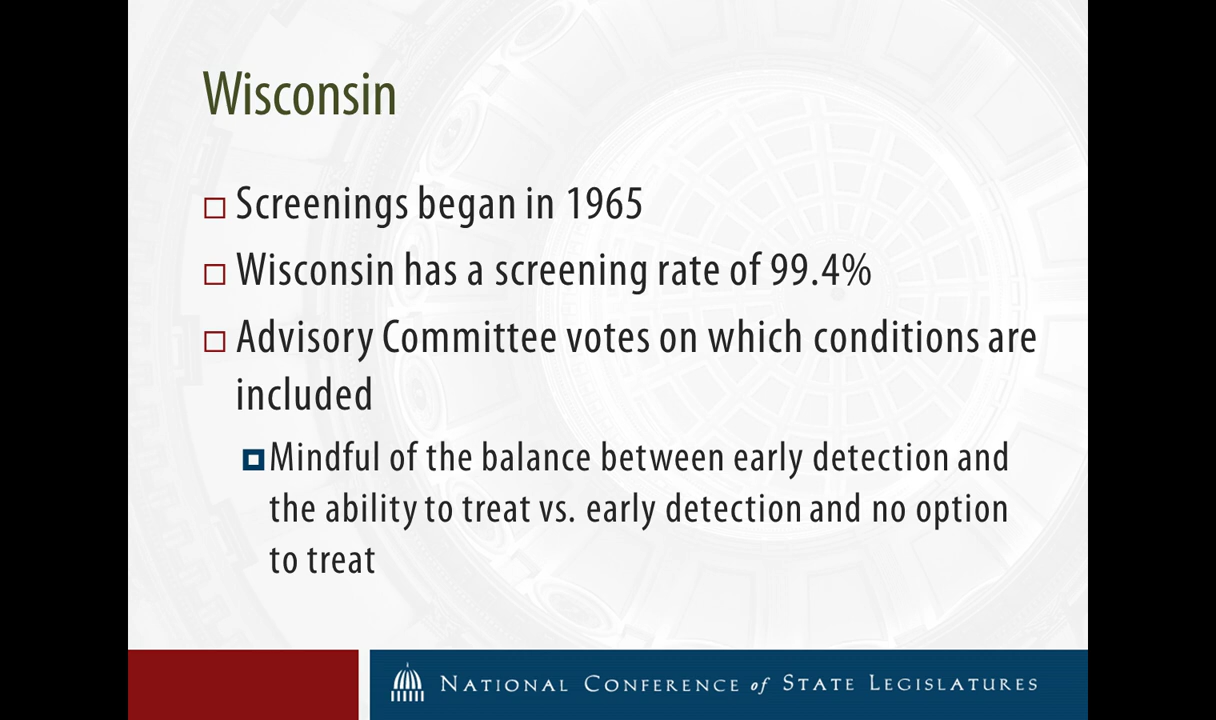 Wisconsin
Screenings began in 1965
Wisconsin has a screening rate of 99.4%
Advisory Committee votes on which conditions are
included
Mindful of the balance between early detection and
the ability to treat vs. early detection and no option
to treat
National Conference of State Legislatures